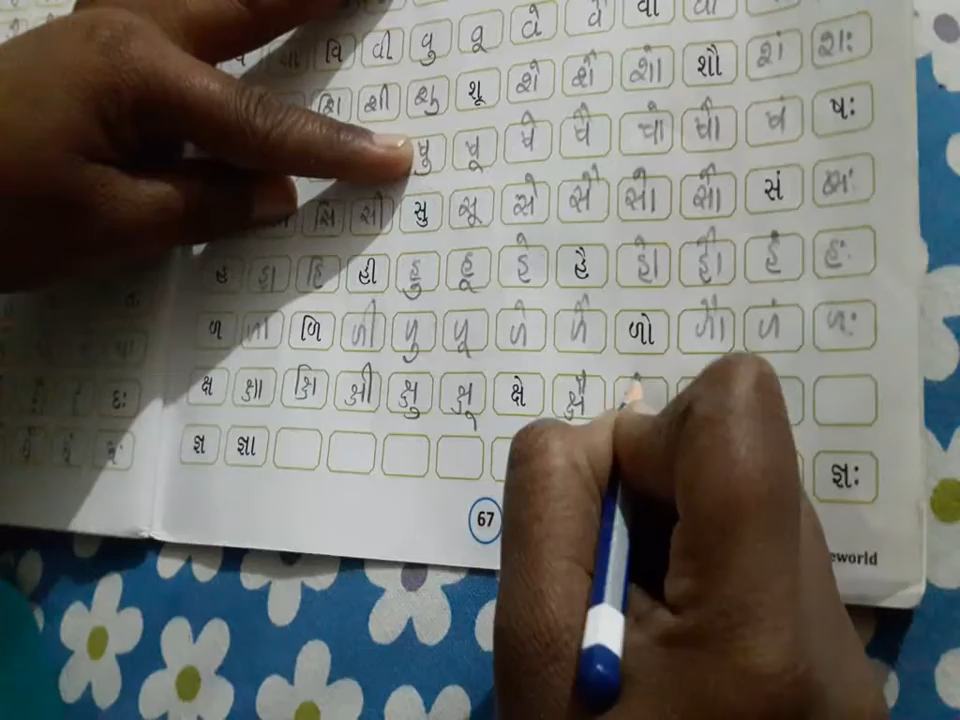 વિ વી વુ વૂ વે વૈ વો વૌ
શિ શી શુ શૂ શે શૈ શો શૌ શં શઃ
ષુ ષૂ ષે ષૈ ષો ષૌ ષં ષઃ
સિ સી સુ સૂ સે સૈ સો સૌ સં સઃ
હ હા હિ હી હુ હૂ હે હૈ હો હૌ હં હઃ
ળ ળા ળિ ળી ળુ ળૂ ળે ળૈ ળો ળૌ ળં ળઃ
દઃ ક્ષ ક્ષા ક્ષિ ક્ષી ક્ષુ ક્ષૂ ક્ષે ક્ષૈ
જ્ઞ જ્ઞા જ્ઞઃ
67
eworld